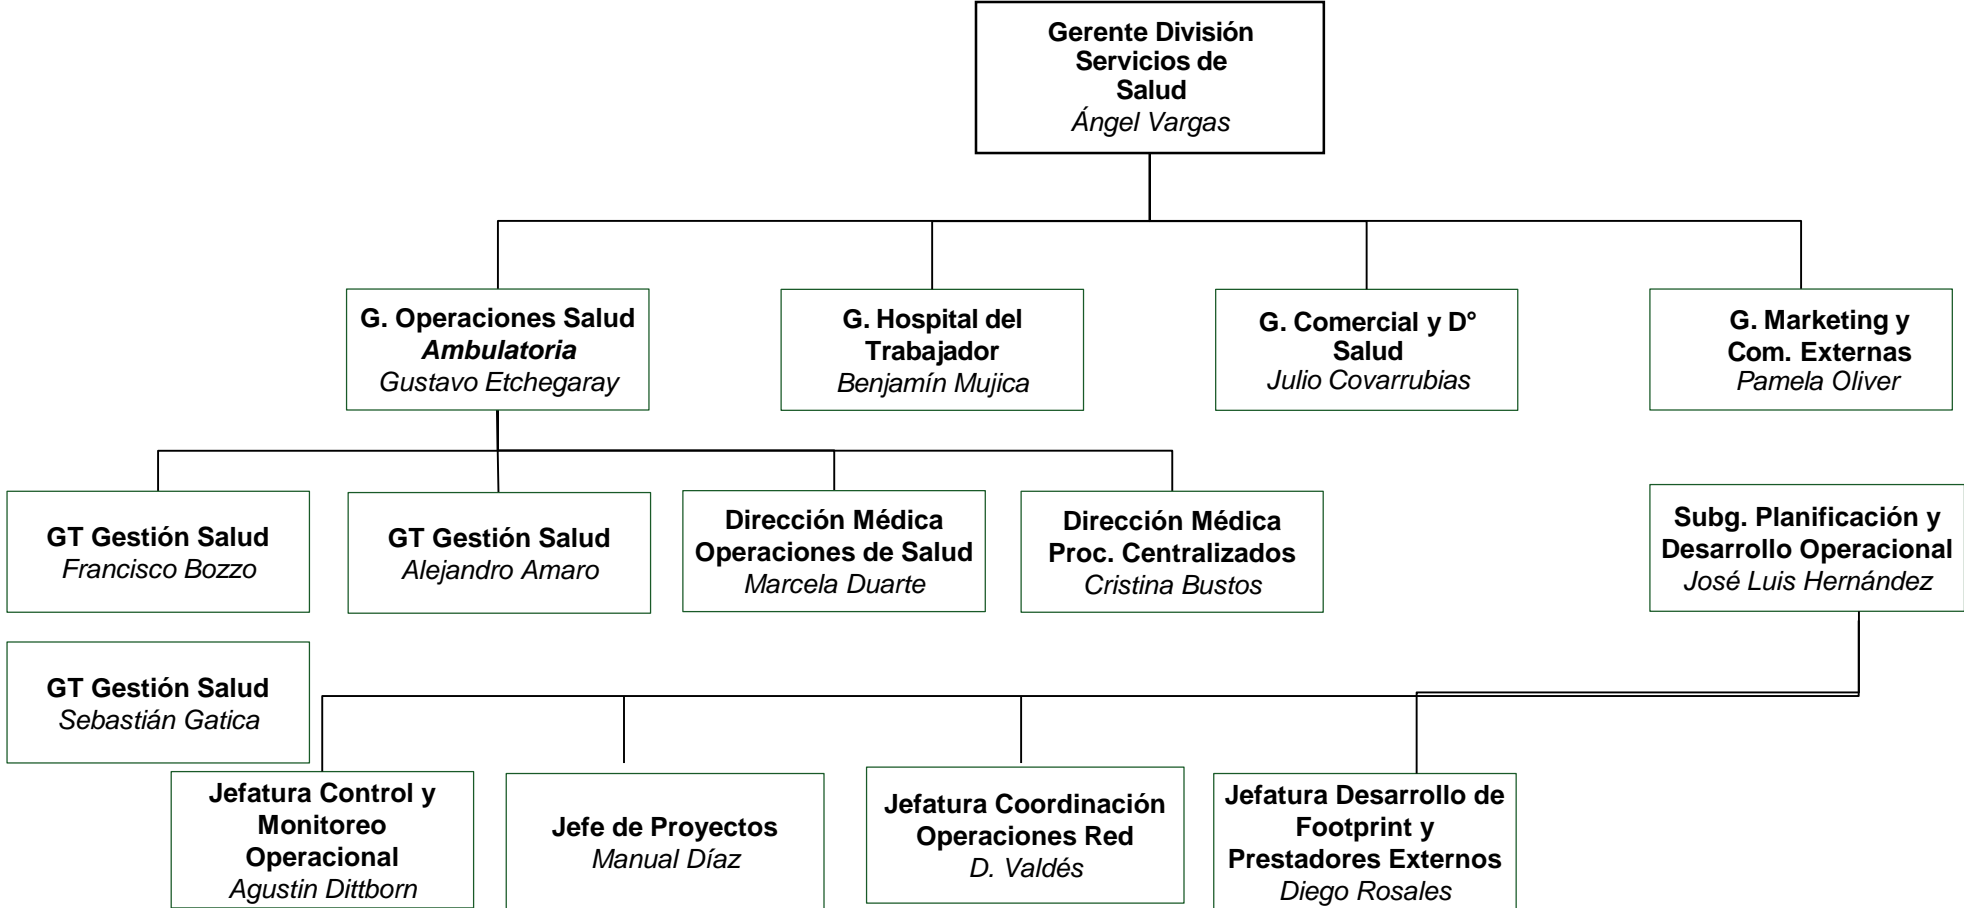 Gerente División
Servicios de
Salud
Ángel Vargas
G. Operaciones Salud
Ambulatoria
Gustavo Etchegaray
G. Hospital del
Trabajador
Benjamín Mujica
G. Comercial y D°
Salud
Julio Covarrubias
G. Marketing y
Com. Externas
Pamela Oliver
GT Gestión Salud
Francisco Bozzo
GT Gestión Salud
Alejandro Amaro
Dirección Médica
Operaciones de Salud
Marcela Duarte
Dirección Médica
Proc. Centralizados
Cristina Bustos
Subg. Planificación y
Desarrollo Operacional
José Luis Hernández
GT Gestión Salud
Sebastián Gatica
Jefatura Control y
Monitoreo
Operacional
Agustin Dittborn
Jefe de Proyectos
Manual Díaz
Jefatura Coordinación
Operaciones Red
D. Valdés
Jefatura Desarrollo de
Footprint y
Prestadores Externos
Diego Rosales